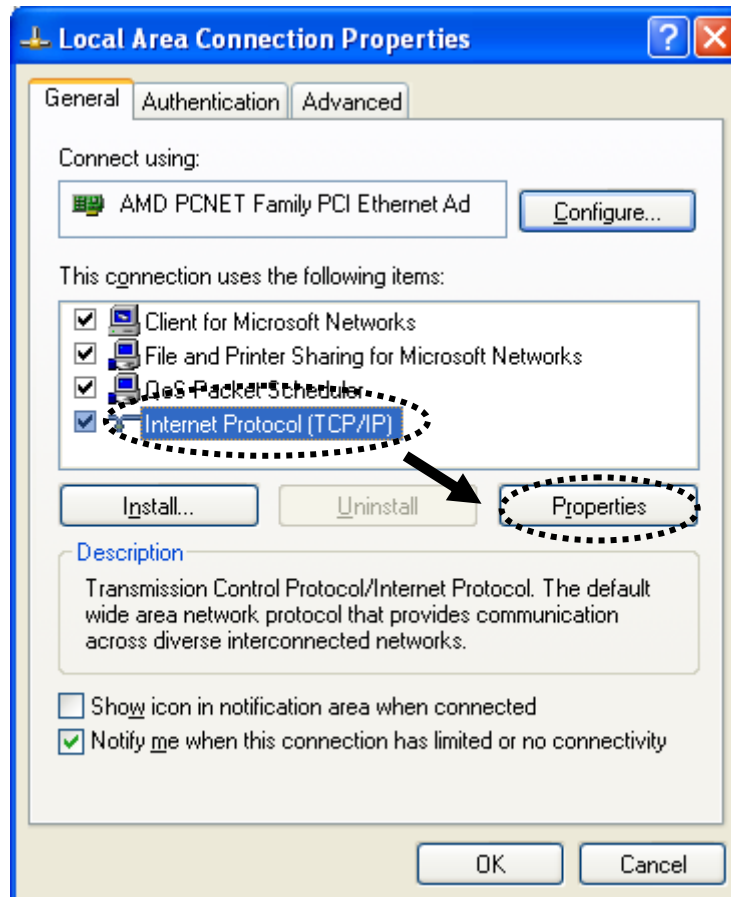 Local Area Connection Properties
General Authentication Advanced
Connect using:
AMD PCNET Family PCI Ethernet Ad
Configure...
This connection uses the following items:
Client for Microsoft Networks
File and Printer Sharing for Microsoft Networks
QoS Packet Scheduler
Internet Protocol (TCP/IP)
Install... Uninstall Properties
Description
Transmission Control Protocol/Internet Protocol. The default
wide area network protocol that provides communication
across diverse interconnected networks.
Show icon in notification area when connected
Notify me when this connection has limited or no connectivity
OK Cancel